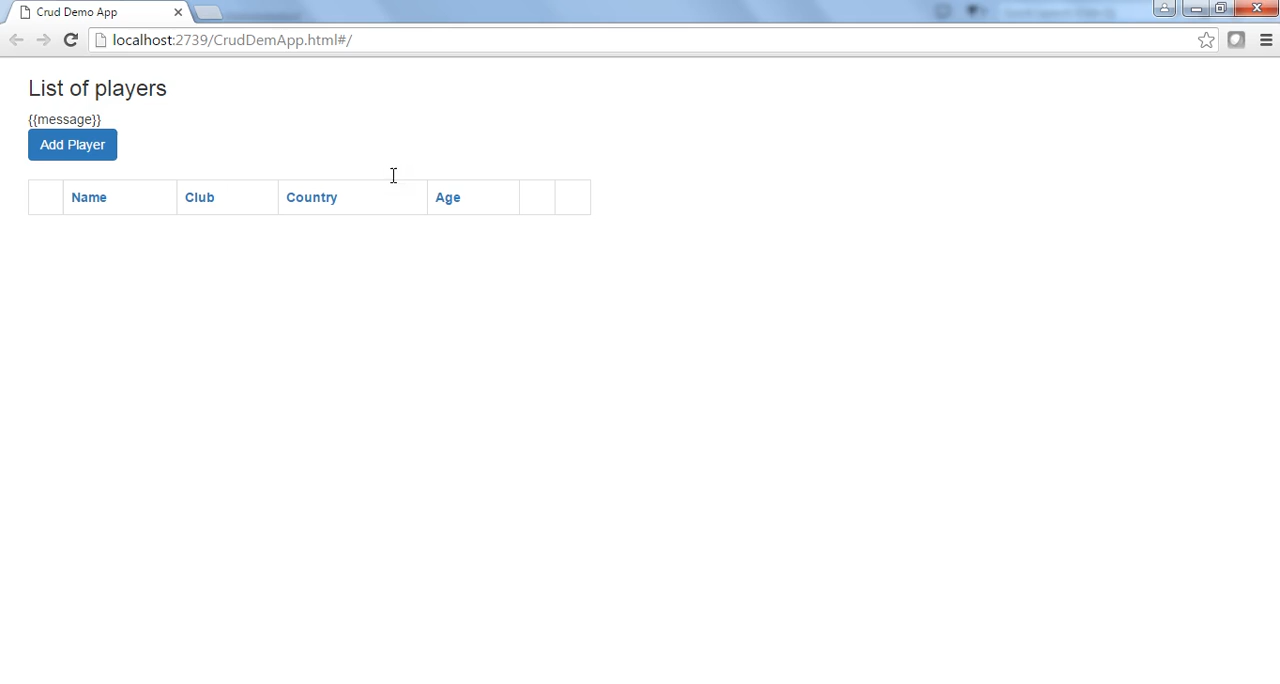 Crud Demo App
localhost:2739/CrudDemApp.html#/
List of players
{{message}}
Add Player
Name Club Country Age